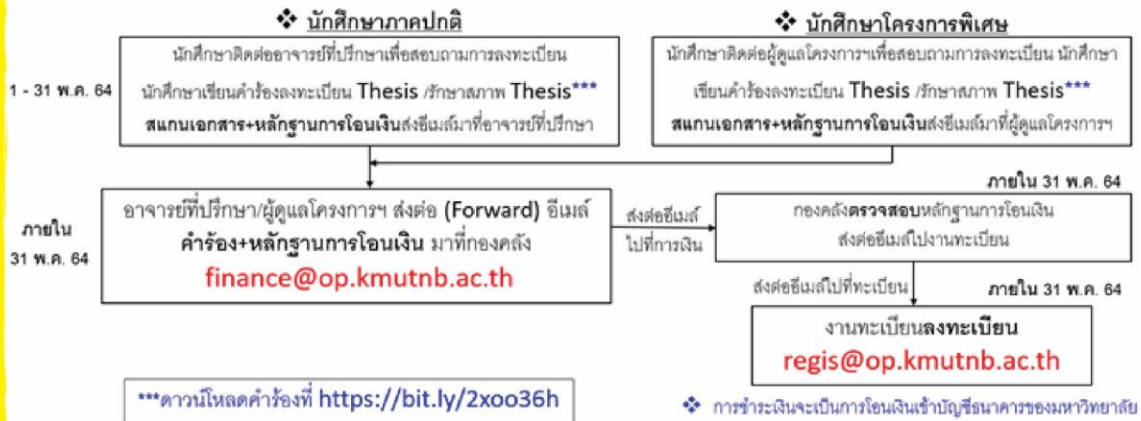 ❖ นักศึกษาภาคปกติ
1 - 31 พ.ค. 64
นักศึกษาติดต่ออาจารย์ที่ปรึกษาเพื่อสอบถามการลงทะเบียน
นักศึกษาเขียนคำร้องลงทะเบียน Thesis /รักษาสภาพ Thesis***
สแกนเอกสาร+หลักฐานการโอนเงินส่งอีเมล์มาที่อาจารย์ที่ปรึกษา
❖ นักศึกษาโครงการพิเศษ
นักศึกษาติดต่อผู้ดูแลโครงการฯเพื่อสอบถามการลงทะเบียน นักศึกษา
เขียนคำร้องลงทะเบียน Thesis /รักษาสภาพ Thesis***
สแกนเอกสาร+หลักฐานการโอนเงินส่งอีเมล์มาที่ผู้ดูแลโครงการฯ
ภายใน
31 พ.ค. 64
อาจารย์ที่ปรึกษา/ผู้ดูแลโครงการฯ ส่งต่อ (Forward) อีเมล์
คำร้อง+หลักฐานการโอนเงิน มาที่กองคลัง
finance@op.kmutnb.ac.th
ส่งต่ออีเมล์
ไปที่การเงิน
ภายใน 31 พ.ค. 64
กองคลังตรวจสอบหลักฐานการโอนเงิน
ส่งต่ออีเมล์ไปงานทะเบียน
ส่งต่ออีเมล์ไปที่ทะเบียน
ภายใน 31 พ.ค. 64
งานทะเบียนลงทะเบียน
regis@op.kmutnb.ac.th
***ดาวน์โหลดคำร้องที่ https://bit.ly/2xoo36h
❖ การชำระเงินจะเป็นการโอนเงินเข้าบัญชีธนาคารของมหาวิทยาลัย